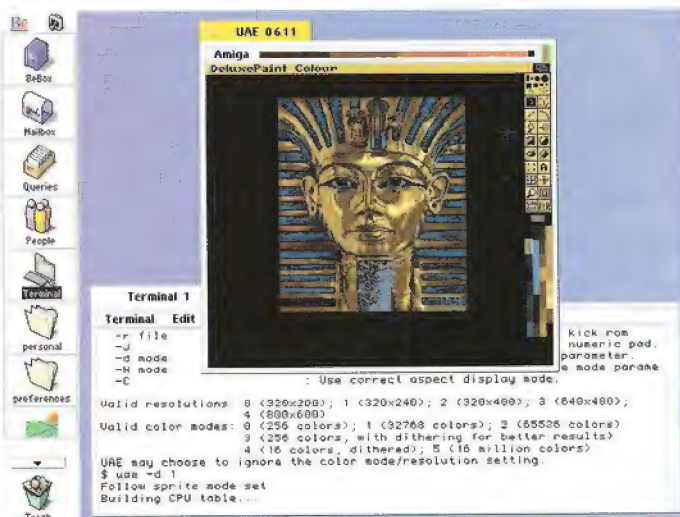 Be
UAE 0.6.11
Amiga
DeluxePaint Colour
BeBox
Mailbox
Queries
People
Terminal
personal
preferences
Trash
Terminal 1
Terminal Edit
-r file kick rom
-J numeric pad.
-d mode parameter.
-H mode e mode parame
-C : Use correct aspect display mode.
Valid resolutions: 0 (320x200); 1 (320x240); 2 (320x400); 3 (640x480);
4 (800x600)
Valid color modes: 0 (256 colors); 1 (32768 colors); 2 (65536 colors)
3 (256 colors, with dithering for better results)
4 (16 colors, dithered); 5 (16 million colors)
UAE may choose to ignore the color mode/resolution setting.
$ uae -d 1
Follow sprite mode set
Building CPU table...